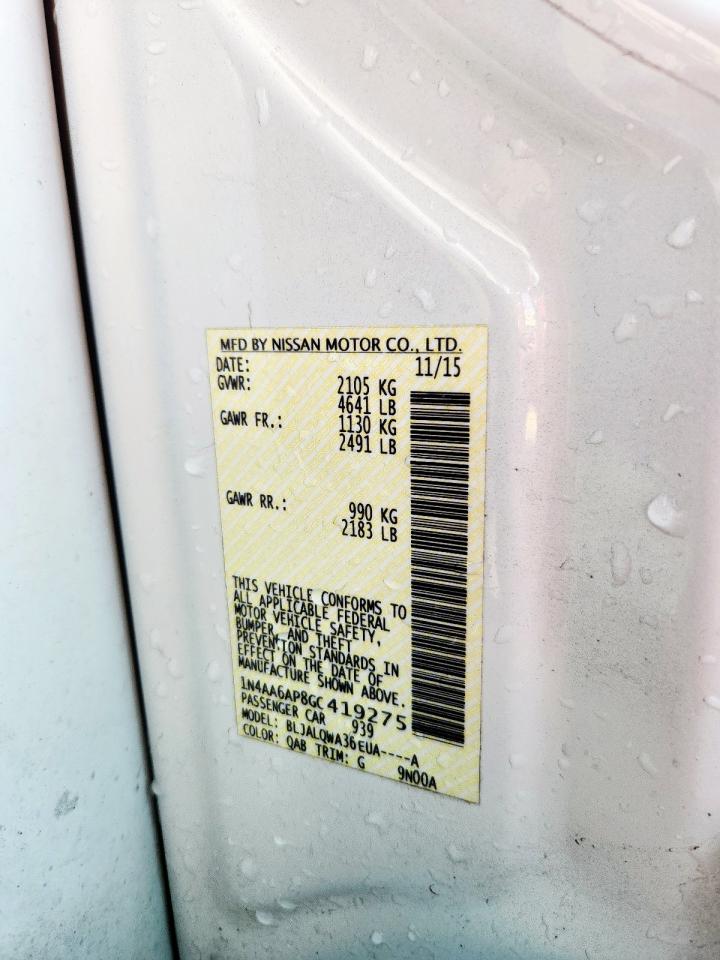 MFD BY NISSAN MOTOR CO., LTD.
DATE: 11/15
GVWR: 2105 KG
4641 LB
GAWR FR.: 1130 KG
2491 LB
GAWR RR.: 990 KG
2183 LB
THIS VEHICLE CONFORMS TO
ALL APPLICABLE FEDERAL
MOTOR VEHICLE SAFETY,
BUMPER, AND THEFT
PREVENTION STANDARDS IN
EFFECT ON THE DATE OF
MANUFACTURE SHOWN ABOVE.
1N4AA6AP8GC419275
PASSENGER CAR 939
MODEL: BLJALQWA36EUA----A
COLOR: QAB TRIM: G 9N00A